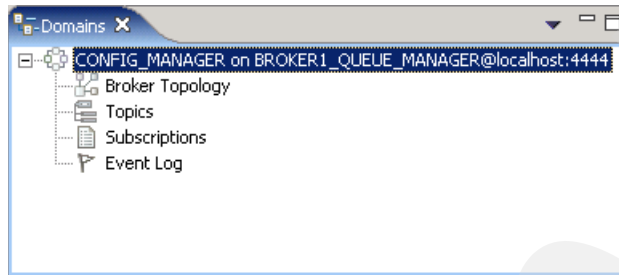 Domains
CONFIG_MANAGER on BROKER1_QUEUE_MANAGER@localhost:4444
Broker Topology
Topics
Subscriptions
Event Log